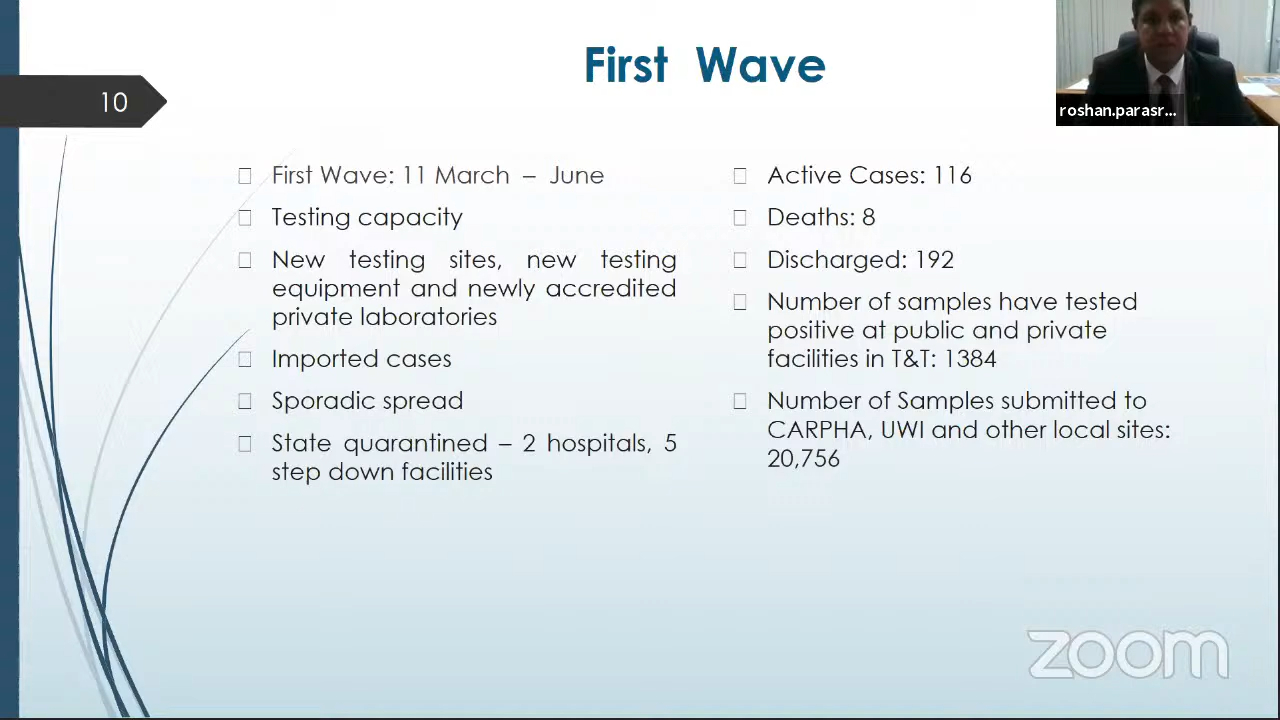 First Wave
10
roshan.parasr...
First Wave: 11 March – June
Testing capacity
New testing sites, new testing
equipment and newly accredited
private laboratories
Imported cases
Sporadic spread
State quarantined – 2 hospitals, 5
step down facilities
Active Cases: 116
Deaths: 8
Discharged: 192
Number of samples have tested
positive at public and private
facilities in T&T: 1384
Number of Samples submitted to
CARPHA, UWI and other local sites:
20,756
zoom